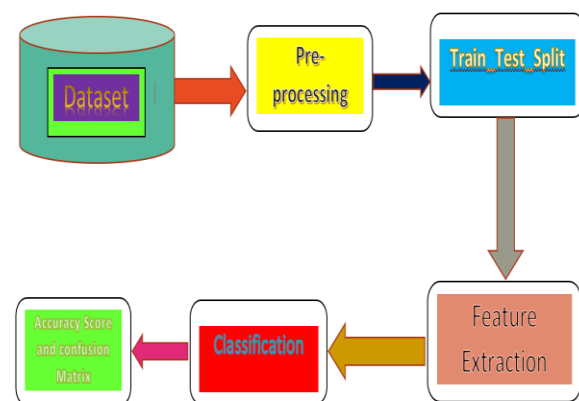 Dataset
Pre-
processing
Train_Test_Split
Feature
Extraction
Classification
Accuracy Score
and confusion
Matrix